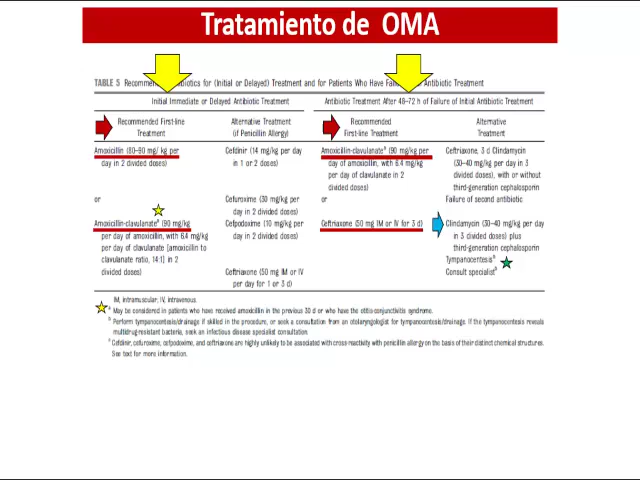 Tratamiento de OMA
TABLE 5 Recommen otics for (Initial or Delayed) Treatment and for Patients Who Have Fail Antibiotic Treatment
Initial Immediate or Delayed Antibiotic Treatment
Antibiotic Treatment After 48–72 h of Failure of Initial Antibiotic Treatment
Recommended First-line Treatment
Alternative Treatment (if Penicillin Allergy)
Recommended First-line Treatment
Alternative Treatment
Amoxicillin (80–90 mg/ kg per
day in 2 divided doses)
Cefdinir (14 mg/kg per day
in 1 or 2 doses)
Amoxicillin-clavulanateª (90 mg/kg per
day of amoxicillin, with 6.4 mg/kg
per day of clavulanate in 2
divided doses)
Ceftriaxone, 3 d Clindamycin
(30–40 mg/kg per day in 3
divided doses), with or without
third-generation cephalosporin
or
Cefuroxime (30 mg/kg per
day in 2 divided doses)
or
Failure of second antibiotic
Amoxicillin-clavulanateª (90 mg/kg
per day of amoxicillin, with 6.4 mg/kg
per day of clavulanate [amoxicillin to
clavulanate ratio, 14:1] in 2
divided doses)
Cefpodoxime (10 mg/kg per
day in 2 divided doses)
Ceftriaxone (50 mg IM or IV for 3 d)
Clindamycin (30–40 mg/kg per day
in 3 divided doses) plus
third-generation cephalosporin
Tympanocentesisᵇ
Consult specialistᵇ
Ceftriaxone (50 mg IM or IV
per day for 1 or 3 d)
IM, intramuscular; IV, intravenous.
ª May be considered in patients who have received amoxicillin in the previous 30 d or who have the otitis-conjunctivitis syndrome.
ᵇ Perform tympanocentesis/drainage if skilled in the procedure, or seek a consultation from an otolaryngologist for tympanocentesis/drainage. If the tympanocentesis reveals
multidrug-resistant bacteria, seek an infectious disease specialist consultation.
Cefdinir, cefuroxime, cefpodoxime, and ceftriaxone are highly unlikely to be associated with cross-reactivity with penicillin allergy on the basis of their distinct chemical structures.
See text for more information.